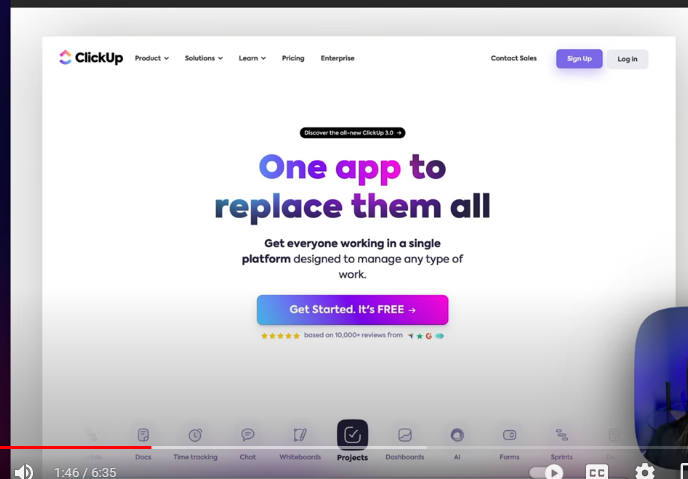 ClickUp Product Solutions Learn Pricing Enterprise Contact Sales Sign Up Log in
Discover the all-new ClickUp 3.0 →
One app to
replace them all
Get everyone working in a single
platform designed to manage any type of
work.
Get Started. It's FREE →
based on 10,000+ reviews from
Docs Time tracking Chat Whiteboards Projects Dashboards AI Forms Sprints
1:46 / 6:35 CC